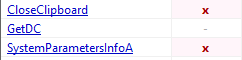 CloseClipboard x
GetDC -
SystemParametersInfoA x